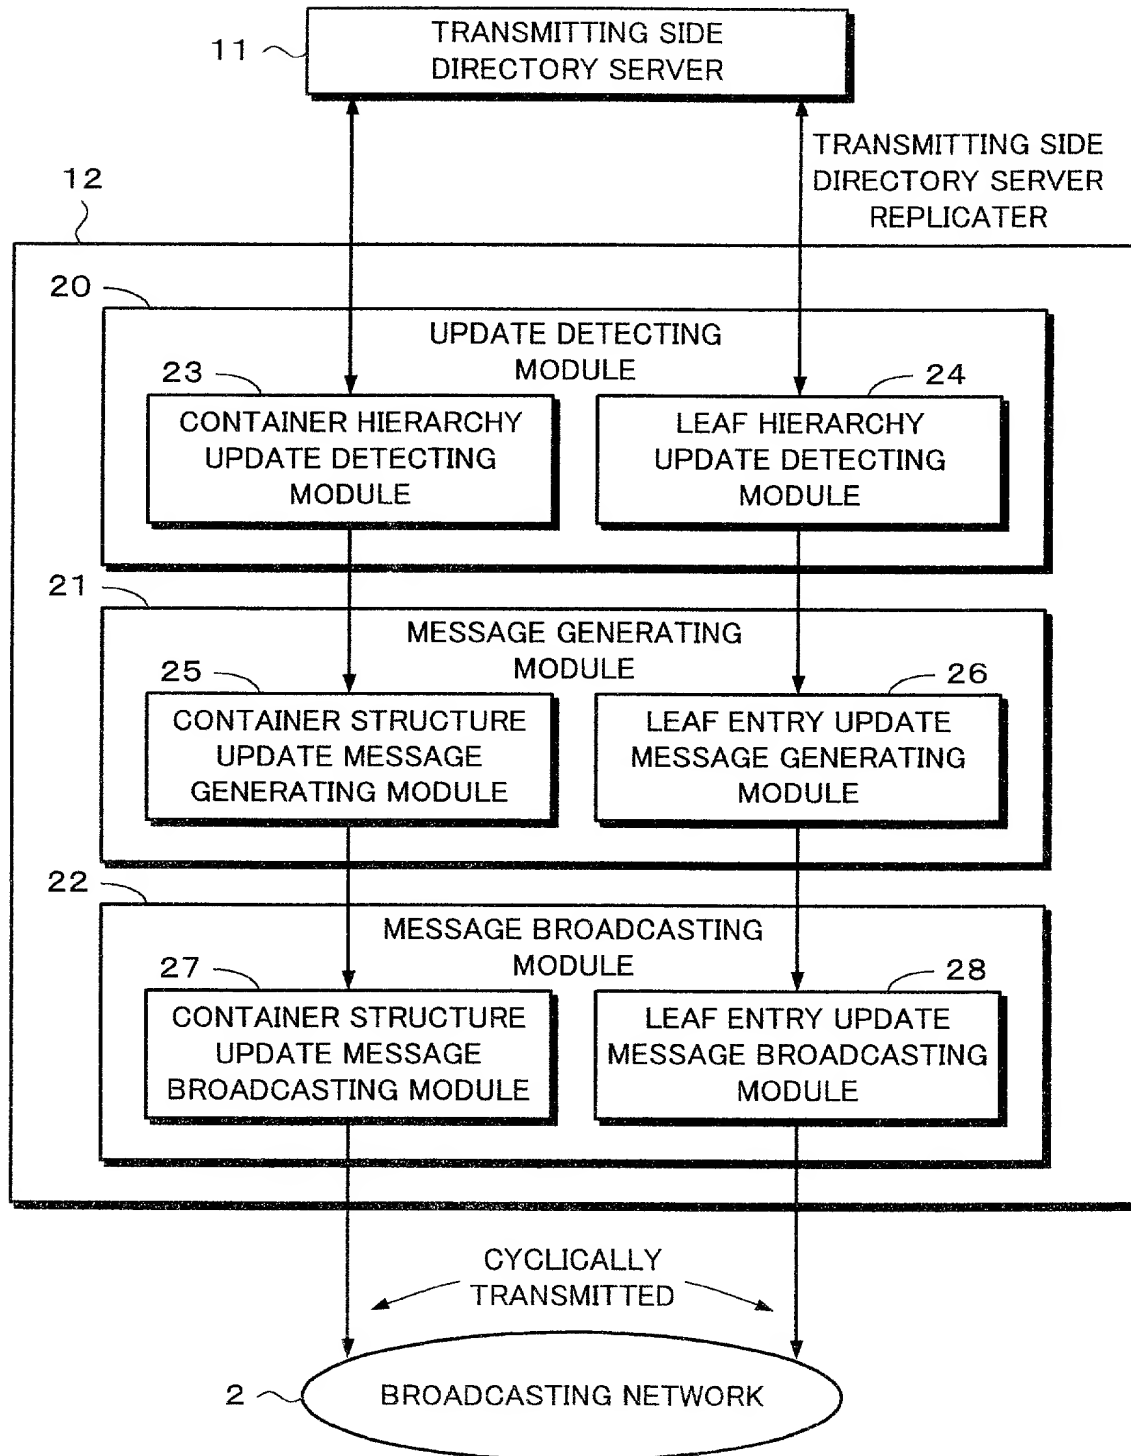 11
TRANSMITTING SIDE
DIRECTORY SERVER
TRANSMITTING SIDE
DIRECTORY SERVER
REPLICATER
12
20
UPDATE DETECTING
MODULE
23
CONTAINER HIERARCHY
UPDATE DETECTING
MODULE
24
LEAF HIERARCHY
UPDATE DETECTING
MODULE
21
MESSAGE GENERATING
MODULE
25
CONTAINER STRUCTURE
UPDATE MESSAGE
GENERATING MODULE
26
LEAF ENTRY UPDATE
MESSAGE GENERATING
MODULE
22
MESSAGE BROADCASTING
MODULE
27
CONTAINER STRUCTURE
UPDATE MESSAGE
BROADCASTING MODULE
28
LEAF ENTRY UPDATE
MESSAGE BROADCASTING
MODULE
CYCLICALLY
TRANSMITTED
2
BROADCASTING NETWORK